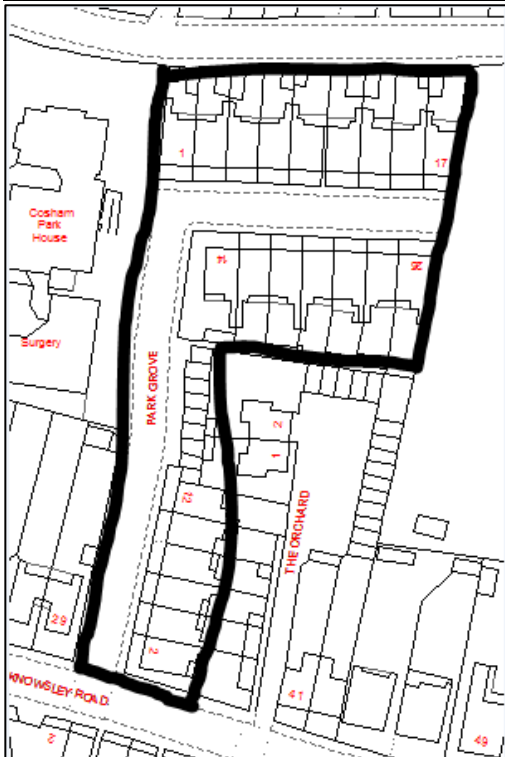 1
17
Cosham
Park
House
14
26
Surgery
PARK GROVE
2
1
12
THE ORCHARD
29
2
KNOWSLEY ROAD
41
49
2